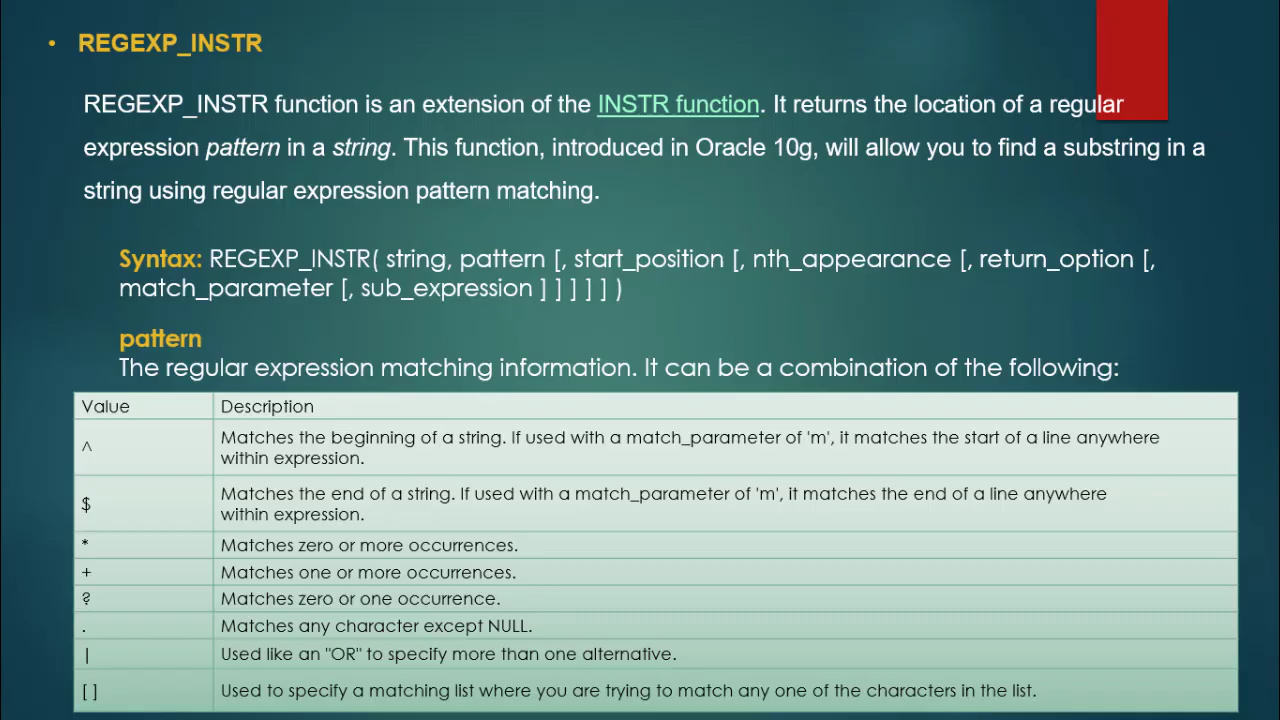 • REGEXP_INSTR
REGEXP_INSTR function is an extension of the INSTR function. It returns the location of a regular
expression pattern in a string. This function, introduced in Oracle 10g, will allow you to find a substring in a
string using regular expression pattern matching.
Syntax: REGEXP_INSTR( string, pattern [, start_position [, nth_appearance [, return_option [,
match_parameter [, sub_expression ] ] ] ] ] )
pattern
The regular expression matching information. It can be a combination of the following:
Value Description
^ Matches the beginning of a string. If used with a match_parameter of 'm', it matches the start of a line anywhere
within expression.
$ Matches the end of a string. If used with a match_parameter of 'm', it matches the end of a line anywhere
within expression.
* Matches zero or more occurrences.
+ Matches one or more occurrences.
? Matches zero or one occurrence.
. Matches any character except NULL.
| Used like an "OR" to specify more than one alternative.
[ ] Used to specify a matching list where you are trying to match any one of the characters in the list.